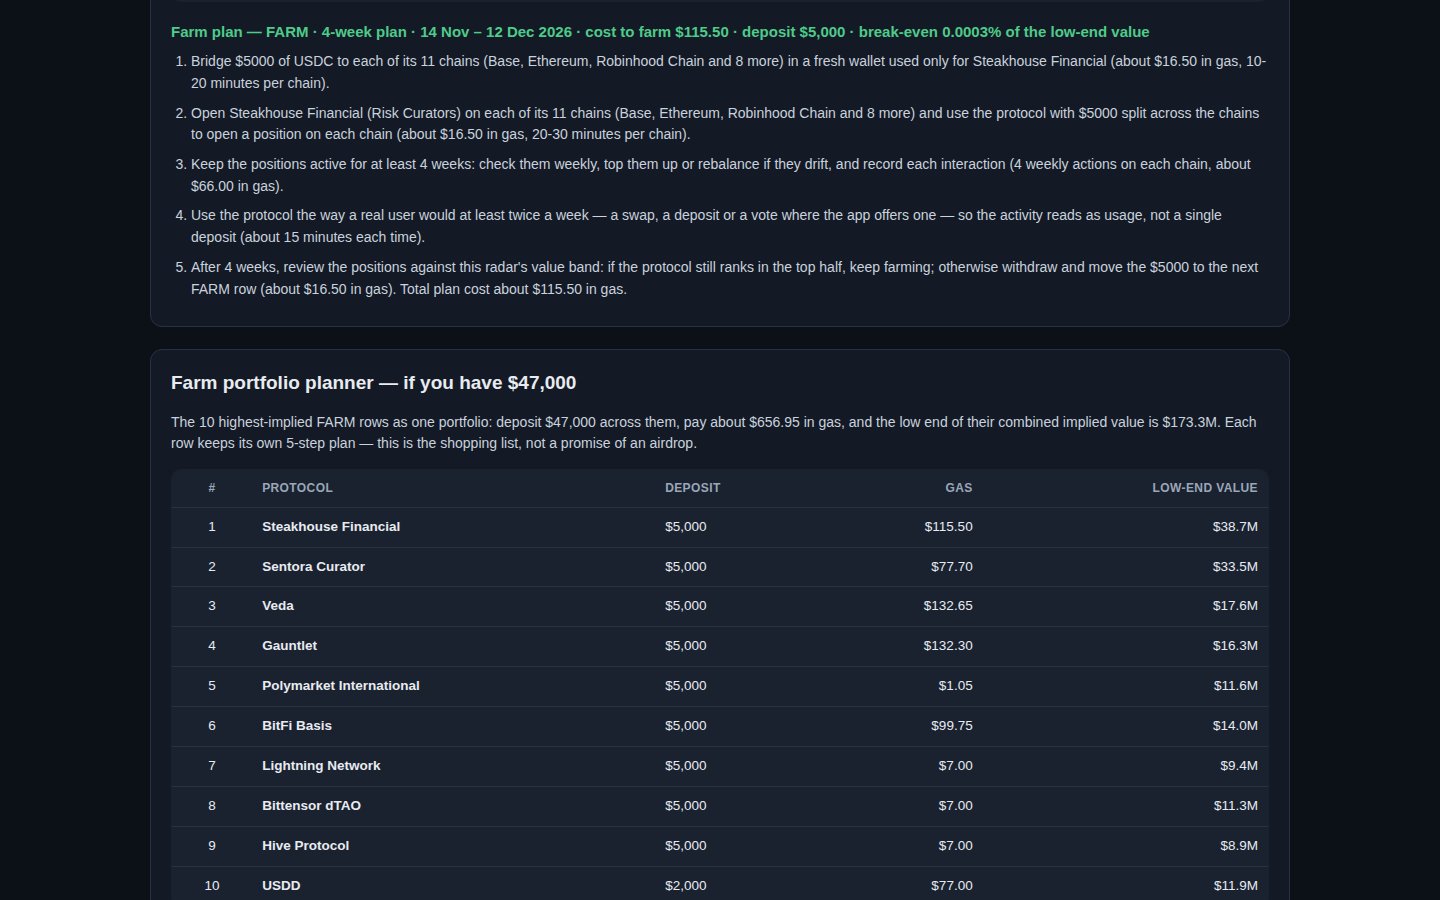 Farm plan — FARM · 4-week plan · 14 Nov – 12 Dec 2026 · cost to farm $115.50 · deposit $5,000 · break-even 0.0003% of the low-end value
1. Bridge $5000 of USDC to each of its 11 chains (Base, Ethereum, Robinhood Chain and 8 more) in a fresh wallet used only for Steakhouse Financial (about $16.50 in gas, 10-
20 minutes per chain).
2. Open Steakhouse Financial (Risk Curators) on each of its 11 chains (Base, Ethereum, Robinhood Chain and 8 more) and use the protocol with $5000 split across the chains
to open a position on each chain (about $16.50 in gas, 20-30 minutes per chain).
3. Keep the positions active for at least 4 weeks: check them weekly, top them up or rebalance if they drift, and record each interaction (4 weekly actions on each chain, about
$66.00 in gas).
4. Use the protocol the way a real user would at least twice a week — a swap, a deposit or a vote where the app offers one — so the activity reads as usage, not a single
deposit (about 15 minutes each time).
5. After 4 weeks, review the positions against this radar's value band: if the protocol still ranks in the top half, keep farming; otherwise withdraw and move the $5000 to the next
FARM row (about $16.50 in gas). Total plan cost about $115.50 in gas.
Farm portfolio planner — if you have $47,000
The 10 highest-implied FARM rows as one portfolio: deposit $47,000 across them, pay about $656.95 in gas, and the low end of their combined implied value is $173.3M. Each
row keeps its own 5-step plan — this is the shopping list, not a promise of an airdrop.
# PROTOCOL DEPOSIT GAS LOW-END VALUE
1 Steakhouse Financial $5,000 $115.50 $38.7M
2 Sentora Curator $5,000 $77.70 $33.5M
3 Veda $5,000 $132.65 $17.6M
4 Gauntlet $5,000 $132.30 $16.3M
5 Polymarket International $5,000 $1.05 $11.6M
6 BitFi Basis $5,000 $99.75 $14.0M
7 Lightning Network $5,000 $7.00 $9.4M
8 Bittensor dTAO $5,000 $7.00 $11.3M
9 Hive Protocol $5,000 $7.00 $8.9M
10 USDD $2,000 $77.00 $11.9M